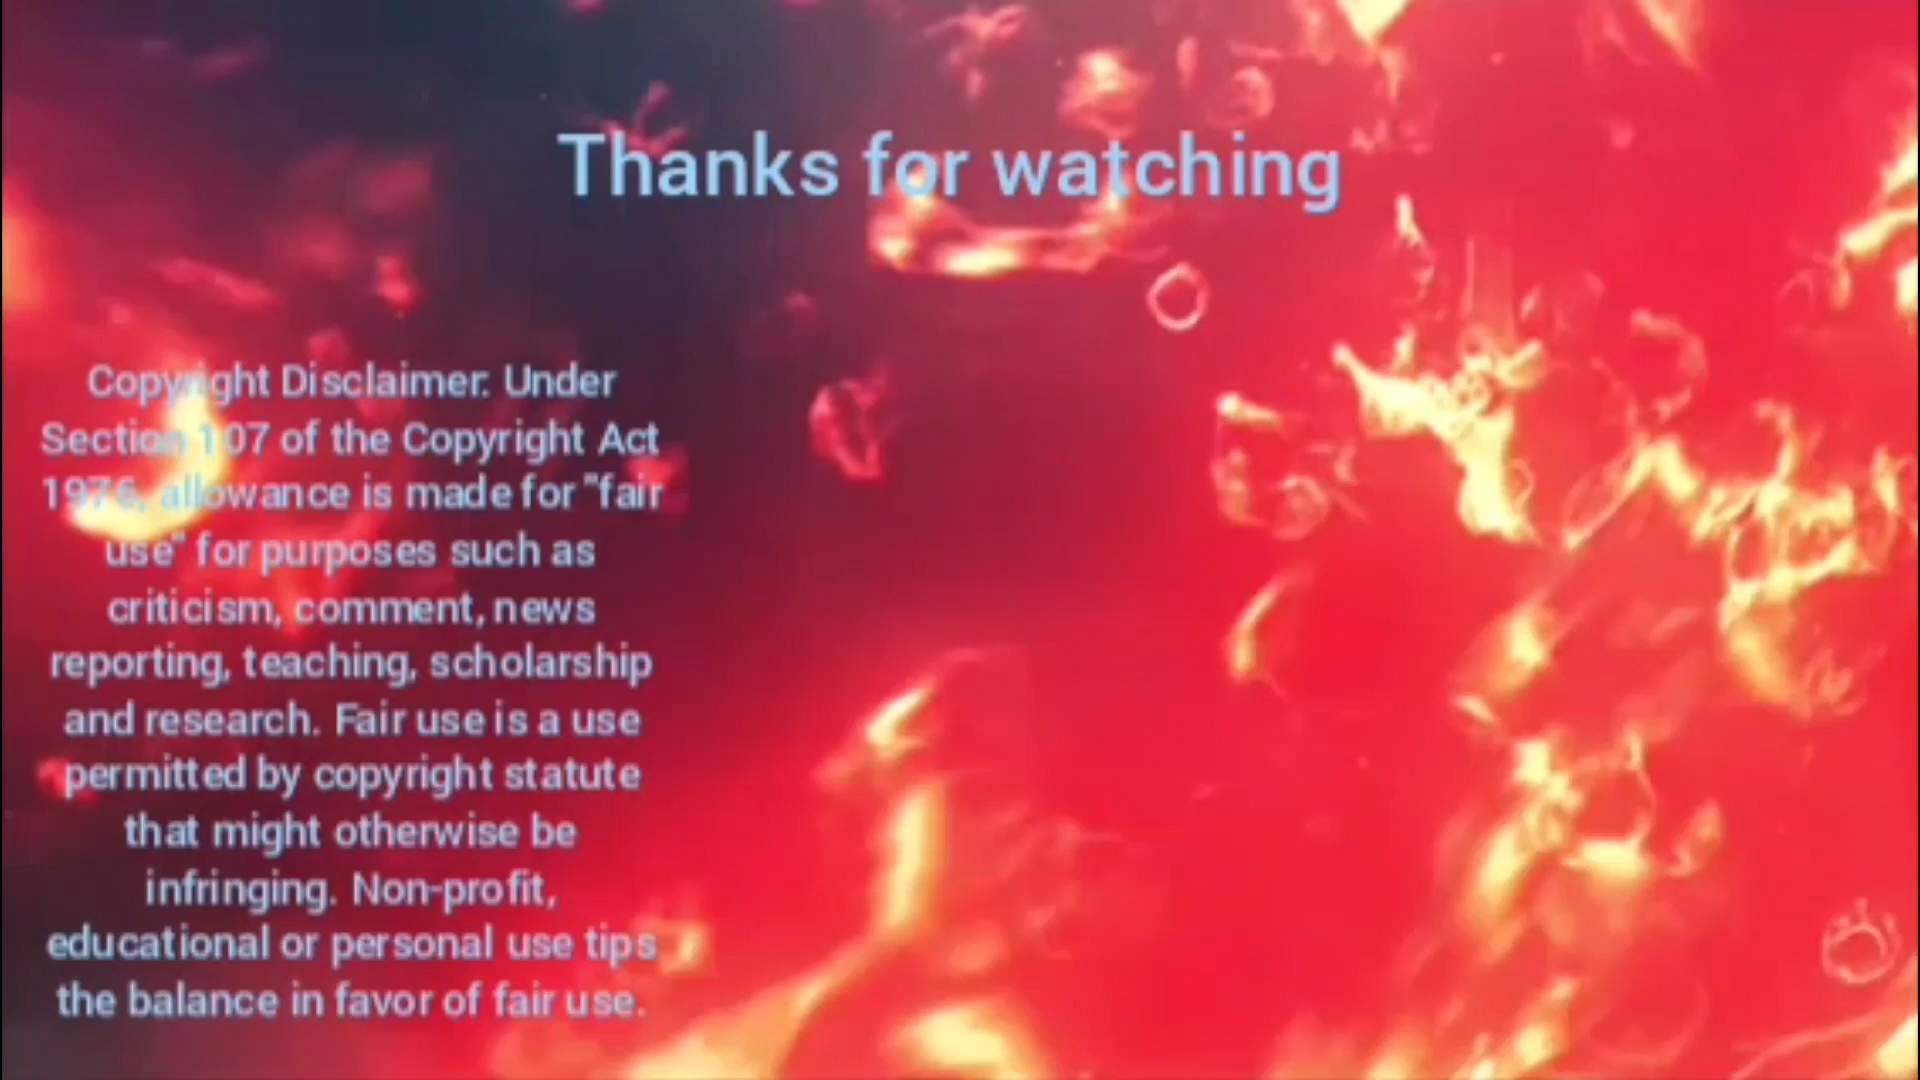 Thanks for watching
Copyright Disclaimer: Under
Section 107 of the Copyright Act
1976, allowance is made for "fair
use" for purposes such as
criticism, comment, news
reporting, teaching, scholarship
and research. Fair use is a use
permitted by copyright statute
that might otherwise be
infringing. Non-profit,
educational or personal use tips
the balance in favor of fair use.